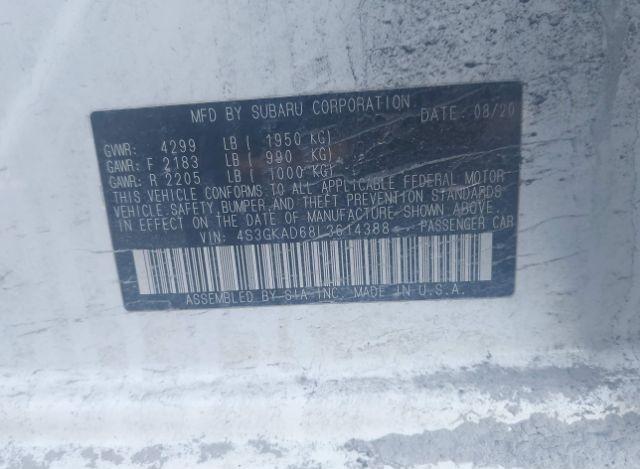 MFD BY SUBARU CORPORATION DATE: 08/20
GVWR: 4299 LB ( 1950 KG)
GAWR: F 2183 LB ( 990 KG)
GAWR: R 2205 LB ( 1000 KG)
THIS VEHICLE CONFORMS TO ALL APPLICABLE FEDERAL MOTOR
VEHICLE SAFETY, BUMPER, AND THEFT PREVENTION STANDARDS
IN EFFECT ON THE DATE OF MANUFACTURE SHOWN ABOVE.
VIN: 4S3GKAD68L3614388 PASSENGER CAR
ASSEMBLED BY SIA INC. MADE IN U.S.A.